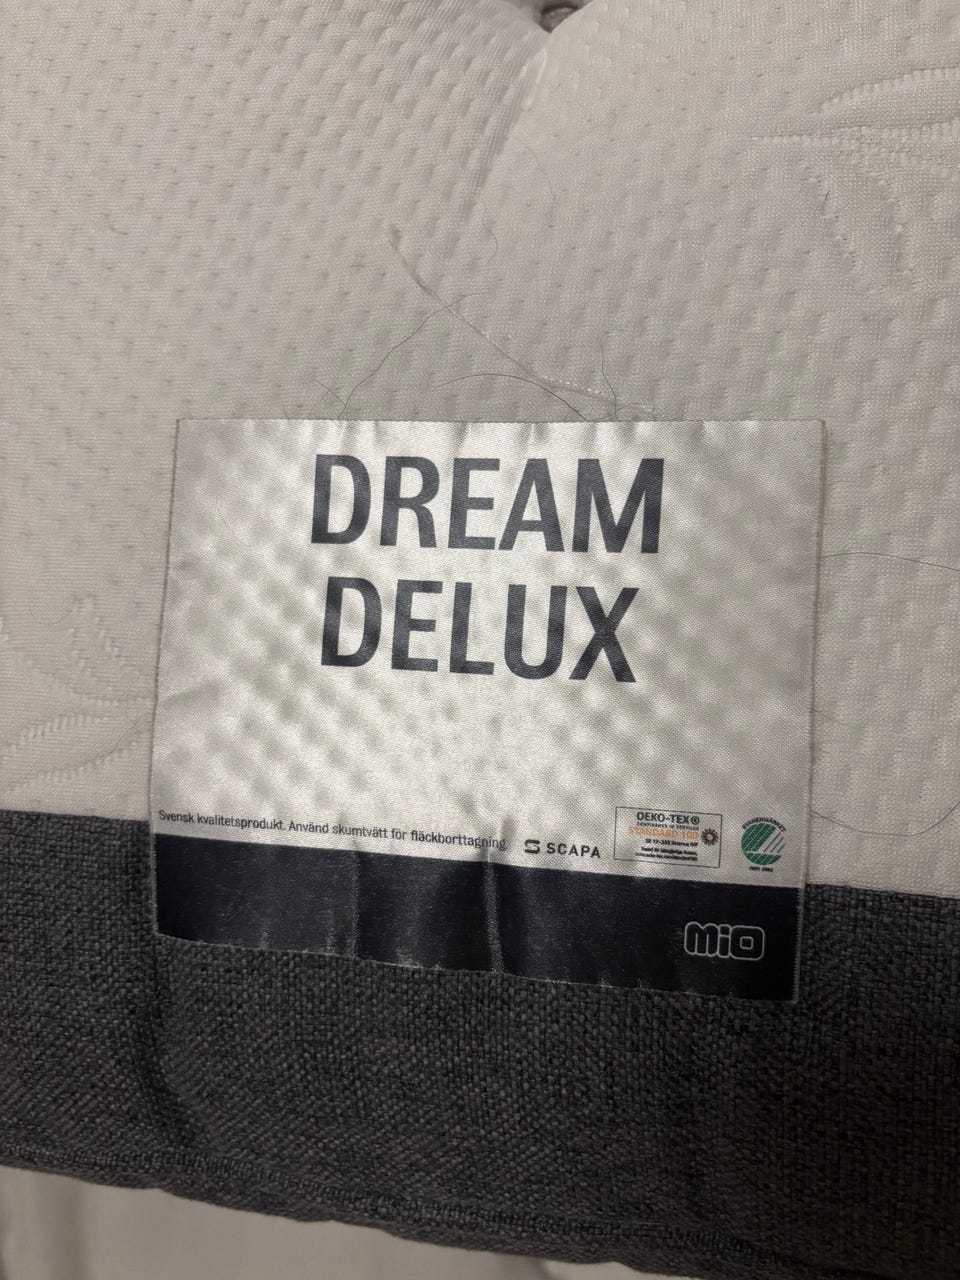 DREAM
DELUX
Svensk kvalitetsprodukt. Använd skumtvätt för fläckborttagning.
SCAPA
OEKO-TEX®
STANDARD 100
MiO